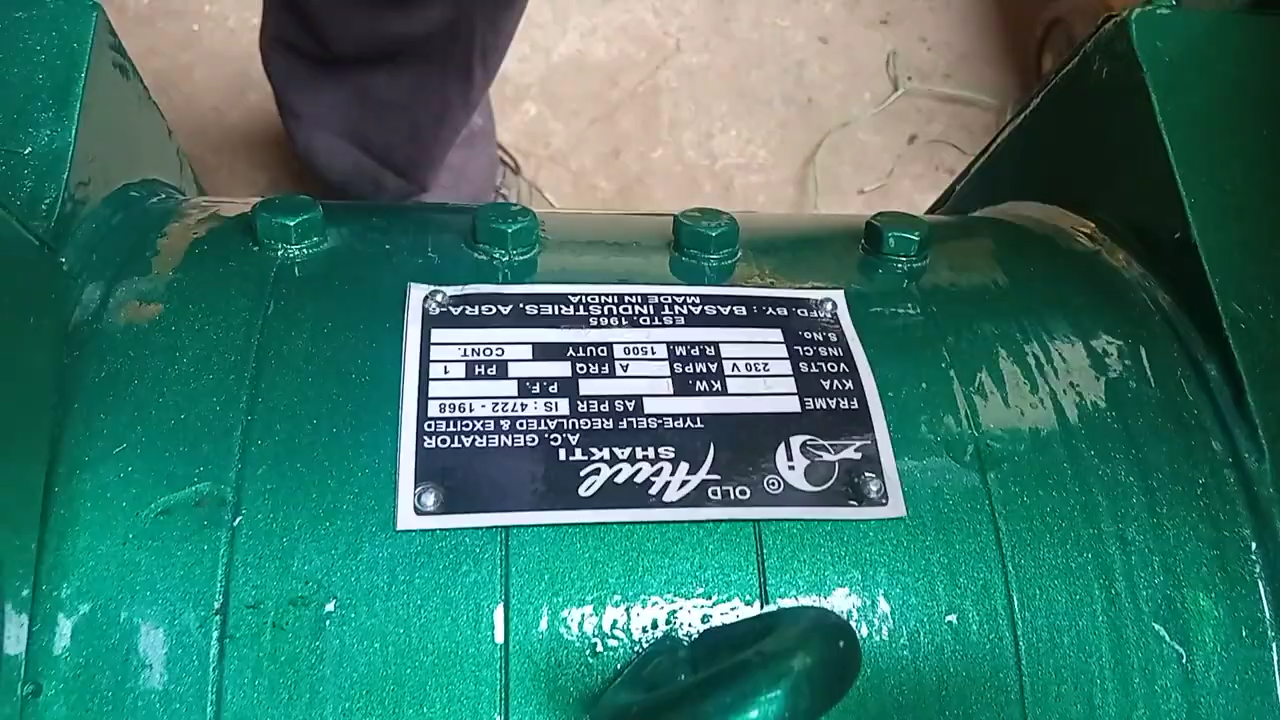 OLD Atul ©
SHAKTI
A.C. GENERATOR
TYPE-SELF REGULATED & EXCITED
FRAME AS PER IS : 4722 - 1968
KVA KW. P.F.
VOLTS 230 V AMPS A FRQ PH 1
INS.CL R.P.M. 1500 DUTY CONT.
S.No.
ESTD. 1965
MFD. BY : BASANT INDUSTRIES, AGRA-6
MADE IN INDIA